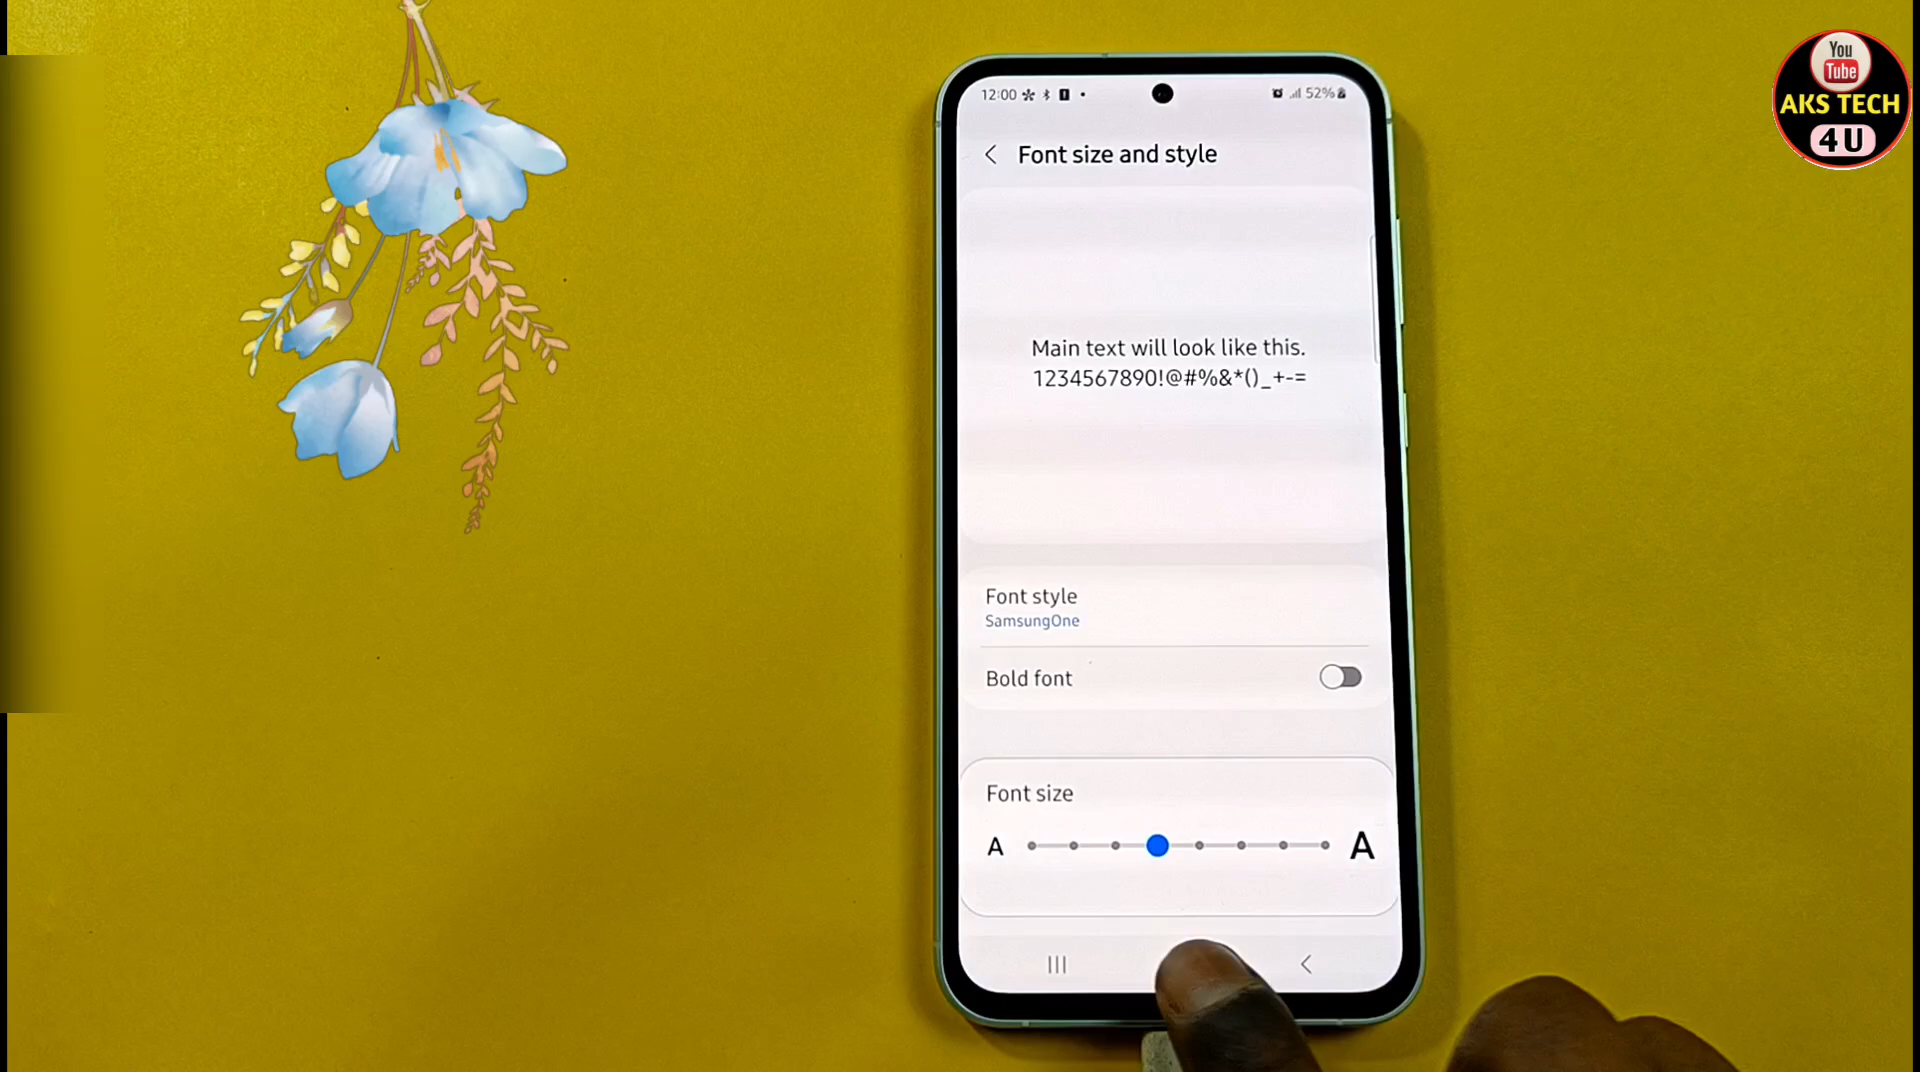 You
Tube
AKS TECH
4 U
12:00
52%
Font size and style
Main text will look like this.
1234567890!@#%&*()_+-=
Font style
SamsungOne
Bold font
Font size
A A